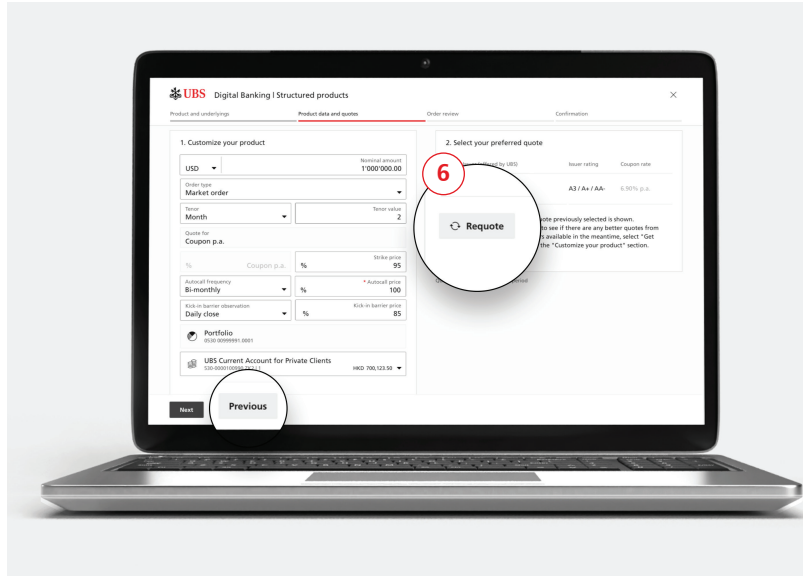 UBS Digital Banking | Structured products
Product and underlyings
Product data and quotes
Order review
Confirmation
1. Customize your product
USD
Nominal amount
1'000'000.00
Order type
Market order
Tenor
Month
Tenor value
2
Quote for
Coupon p.a.
% Coupon p.a.
Strike price
% 95
Autocall frequency
Bi-monthly
* Autocall price
% 100
Kick-in barrier observation
Daily close
Kick-in barrier price
% 85
Portfolio
0530 00999991.0001
UBS Current Account for Private Clients
HKD 700,123.50
Next
Previous
2. Select your preferred quote
by UBS)
Issuer rating
Coupon rate
A3 / A+ / AA-
6.90% p.a.
6
Requote
previously selected is shown.
to see if there are any better quotes from
available in the meantime, select "Get
the "Customize your product" section.